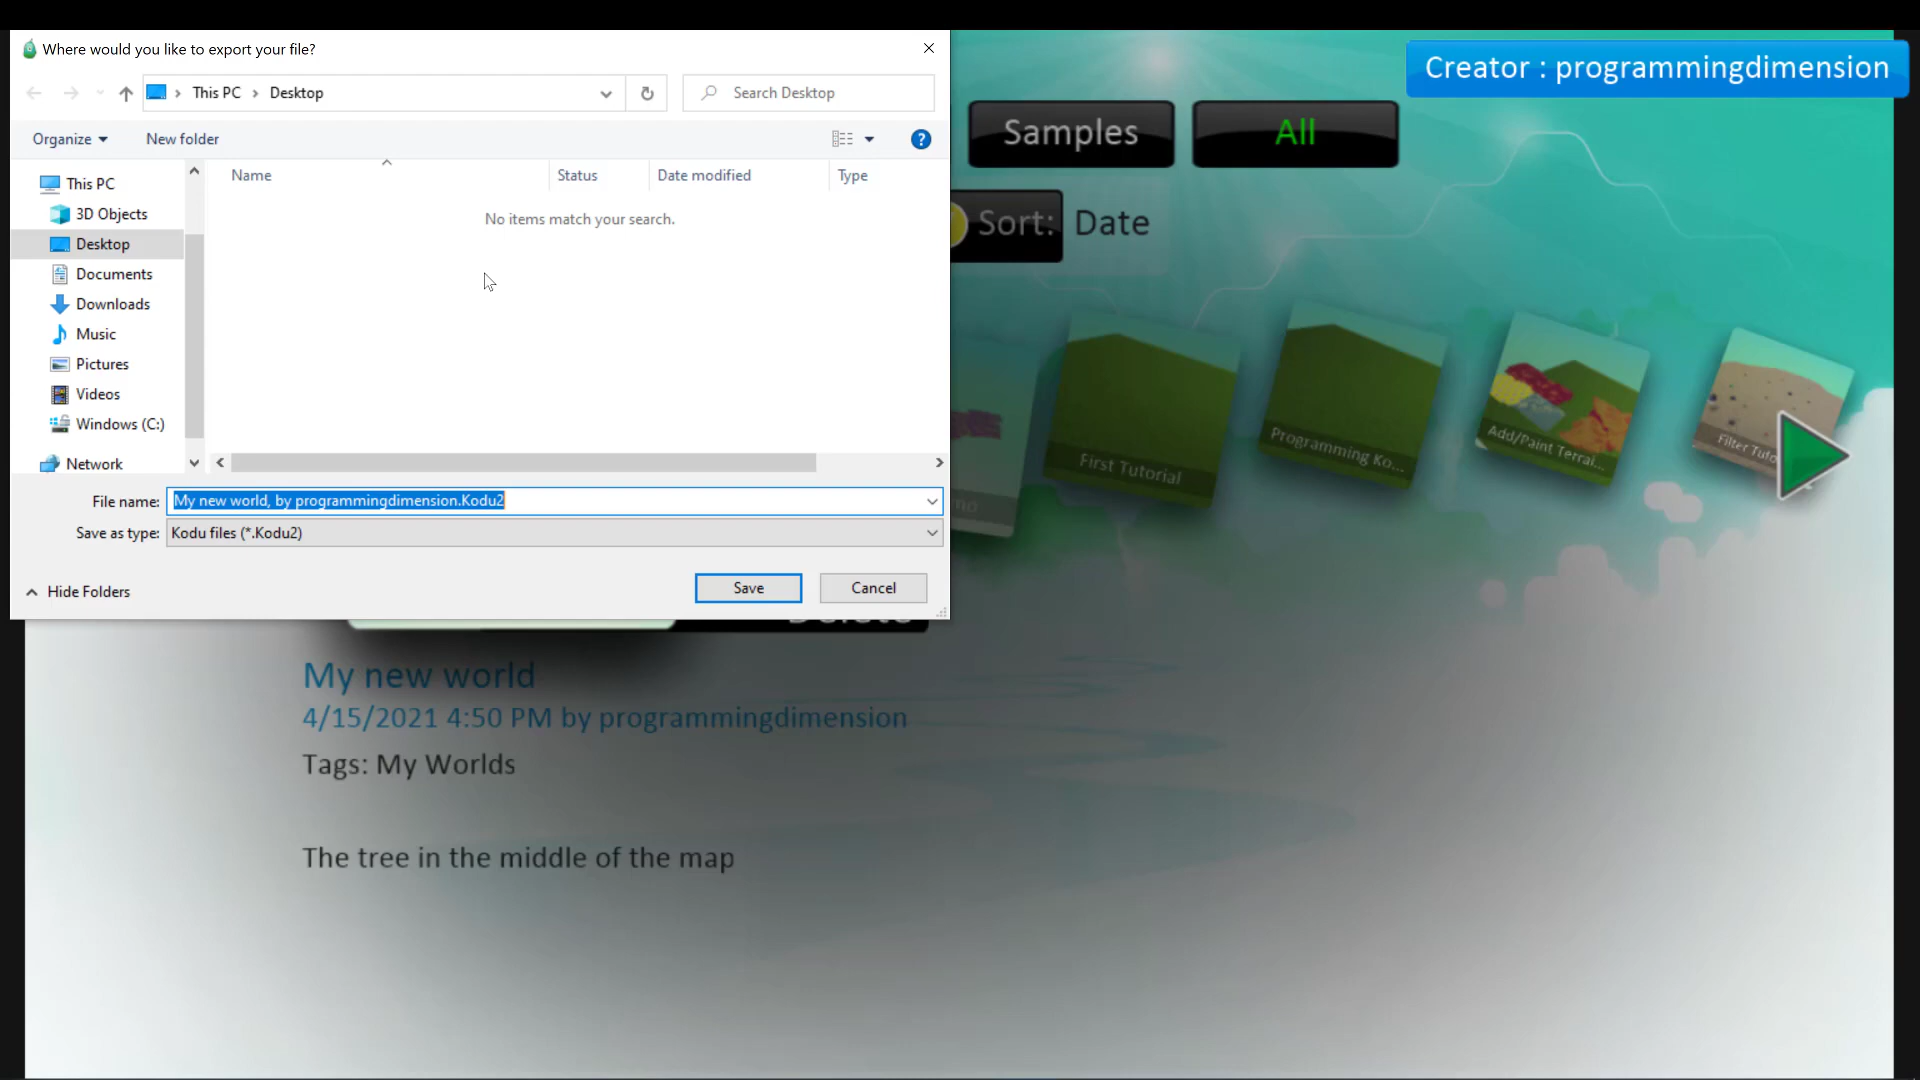 Where would you like to export your file?
Creator : programmingdimension
This PC > Desktop
Search Desktop
Samples
All
Organize
New folder
Name
Status
Date modified
Type
No items match your search.
Sort: Date
This PC
3D Objects
Desktop
Documents
Downloads
Music
Pictures
Videos
Windows (C:)
Network
First Tutorial
Programming Ko...
Add/Paint Terrai...
Filter Tuto
File name: My new world, by programmingdimension.Kodu2
Save as type: Kodu files (*.Kodu2)
Hide Folders
Save
Cancel
Delete
My new world
4/15/2021 4:50 PM by programmingdimension
Tags: My Worlds
The tree in the middle of the map